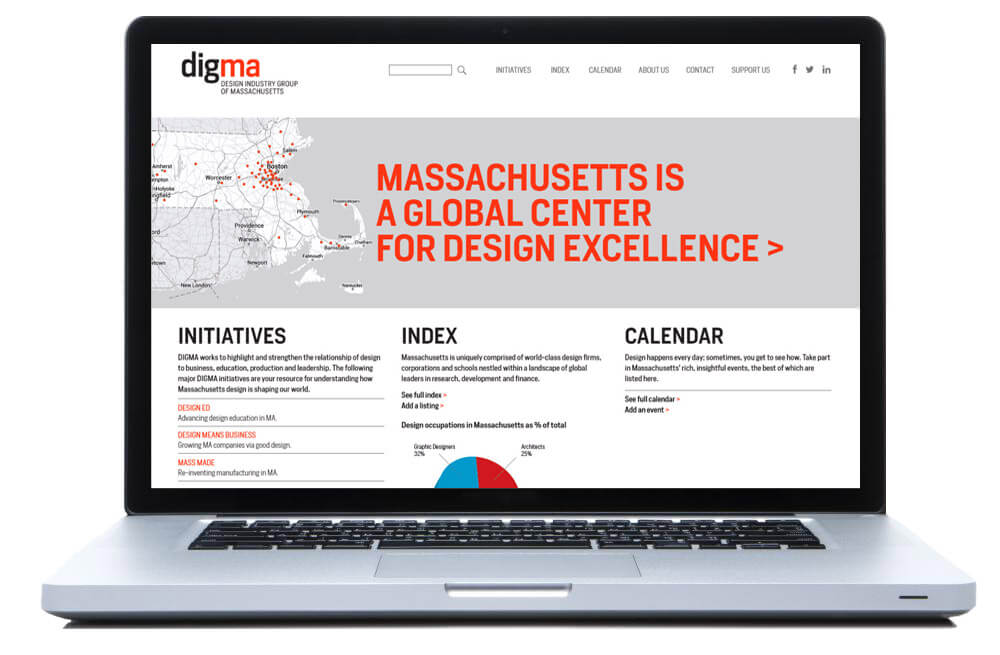 digma
DESIGN INDUSTRY GROUP
OF MASSACHUSETTS
INITIATIVES
INDEX
CALENDAR
ABOUT US
CONTACT
SUPPORT US
f
in
MASSACHUSETTS IS
A GLOBAL CENTER
FOR DESIGN EXCELLENCE >
Salem
Amherst
Boston
Worcester
Holyoke
Plymouth
Provincetown
Providence
Warwick
Dennis
Barnstable
Chatham
Falmouth
Newport
New London
Nantucket
INITIATIVES
DIGMA works to highlight and strengthen the relationship of design
to business, education, production and leadership. The following
major DIGMA initiatives are your resource for understanding how
Massachusetts design is shaping our world.
DESIGN ED
Advancing design education in MA.
DESIGN MEANS BUSINESS
Growing MA companies via good design.
MASS MADE
Re-inventing manufacturing in MA.
INDEX
Massachusetts is uniquely comprised of world-class design firms,
corporations and schools nestled within a landscape of global
leaders in research, development and finance.
See full index >
Add a listing >
Design occupations in Massachusetts as % of total
Graphic Designers
32%
Architects
25%
CALENDAR
Design happens every day; sometimes, you get to see how. Take part
in Massachusetts' rich, insightful events, the best of which are
listed here.
See full calendar >
Add an event >